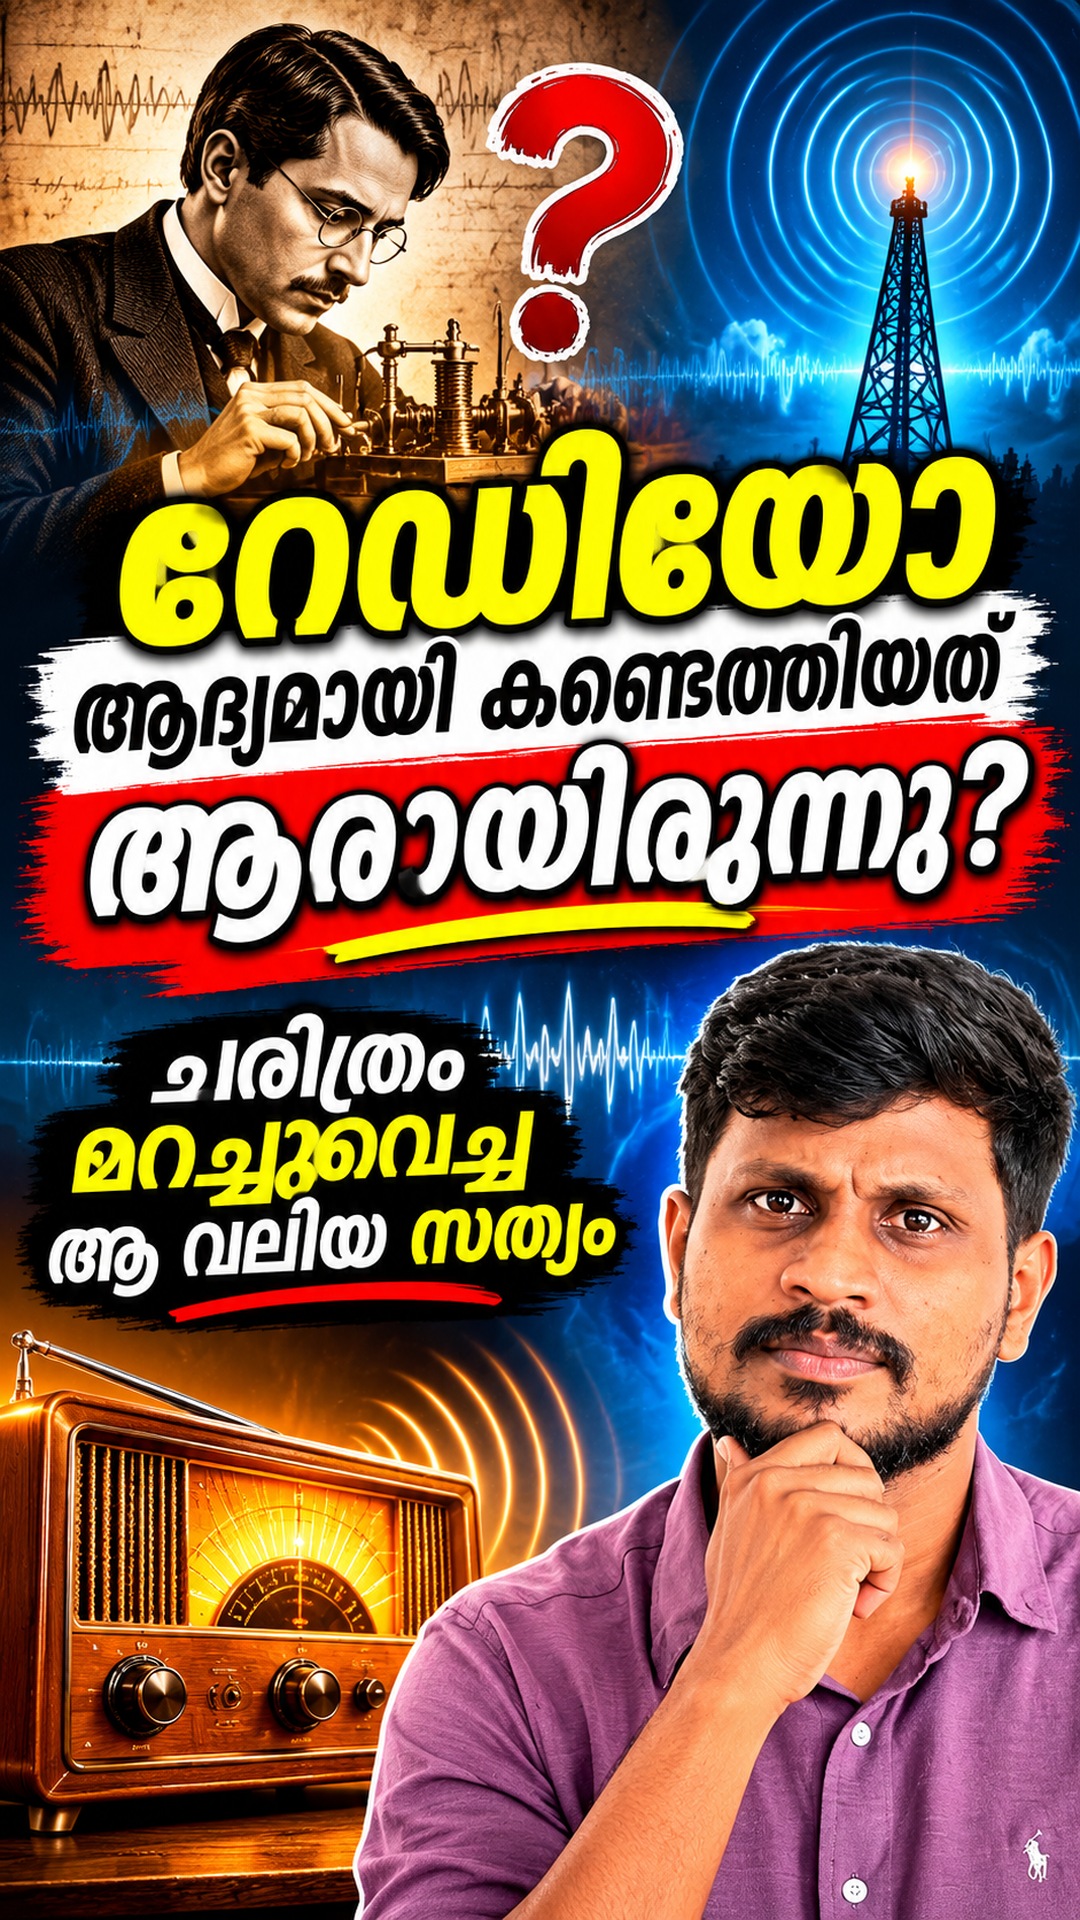 ?
റേഡിയോ
ആദ്യമായി കണ്ടെത്തിയത്
ആരായിരുന്നു?
ചരിത്രം
മറച്ചുവെച്ച
ആ വലിയ സത്യം